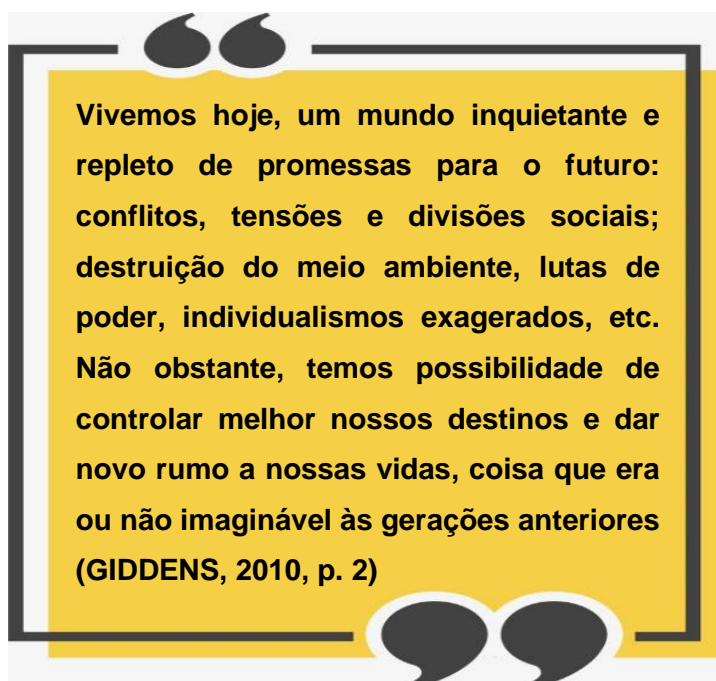 Vivemos hoje, um mundo inquietante e
repleto de promessas para o futuro:
conflitos, tensões e divisões sociais;
destruição do meio ambiente, lutas de
poder, individualismos exagerados, etc.
Não obstante, temos possibilidade de
controlar melhor nossos destinos e dar
novo rumo a nossas vidas, coisa que era
ou não imaginável às gerações anteriores
(GIDDENS, 2010, p. 2)